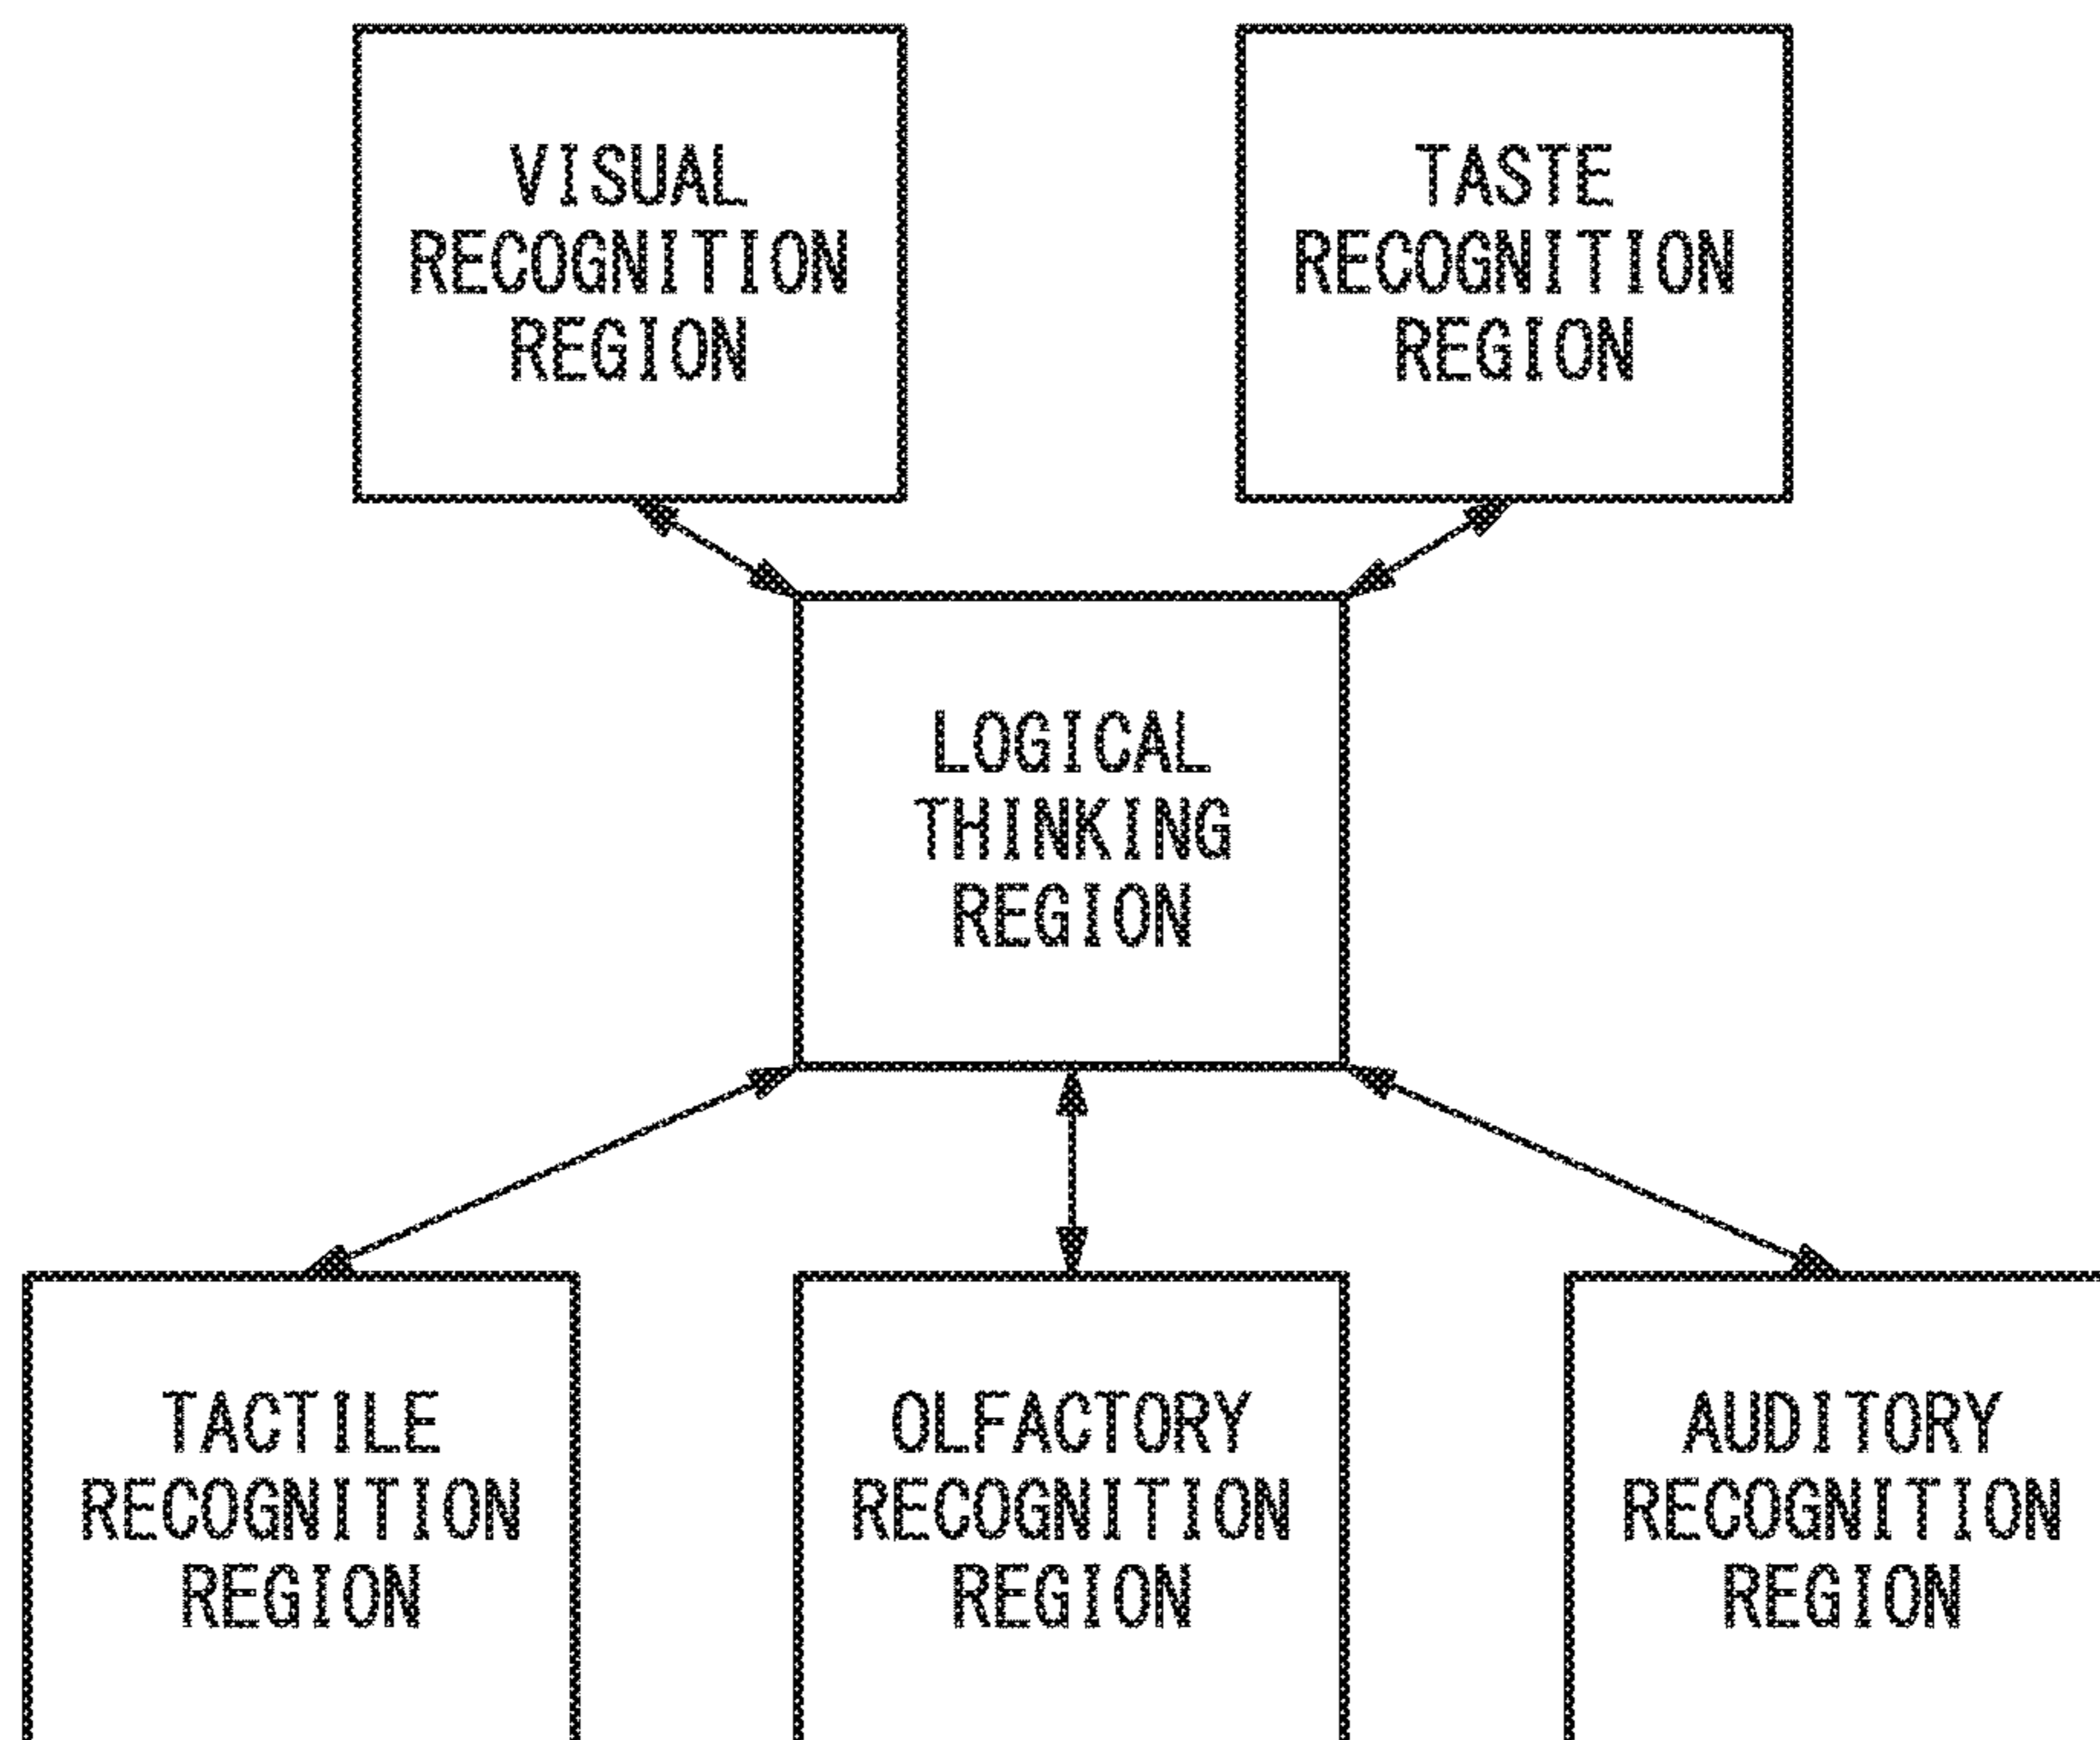 VISUAL
RECOGNITION
REGION
TASTE
RECOGNITION
REGION
LOGICAL
THINKING
REGION
TACTILE
RECOGNITION
REGION
OLFACTORY
RECOGNITION
REGION
AUDITORY
RECOGNITION
REGION